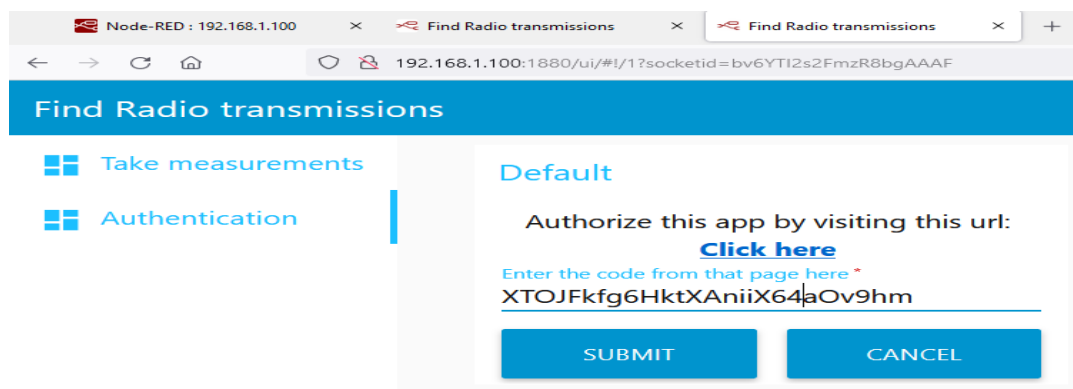 Node-RED : 192.168.1.100
Find Radio transmissions
Find Radio transmissions
192.168.1.100:1880/ui/#!/1?socketid=bv6YTI2s2FmzR8bgAAAF
Find Radio transmissions
Take measurements
Authentication
Default
Authorize this app by visiting this url:
Click here
Enter the code from that page here *
XTOJFkfg6HktXAniiX64aOv9hm
SUBMIT
CANCEL